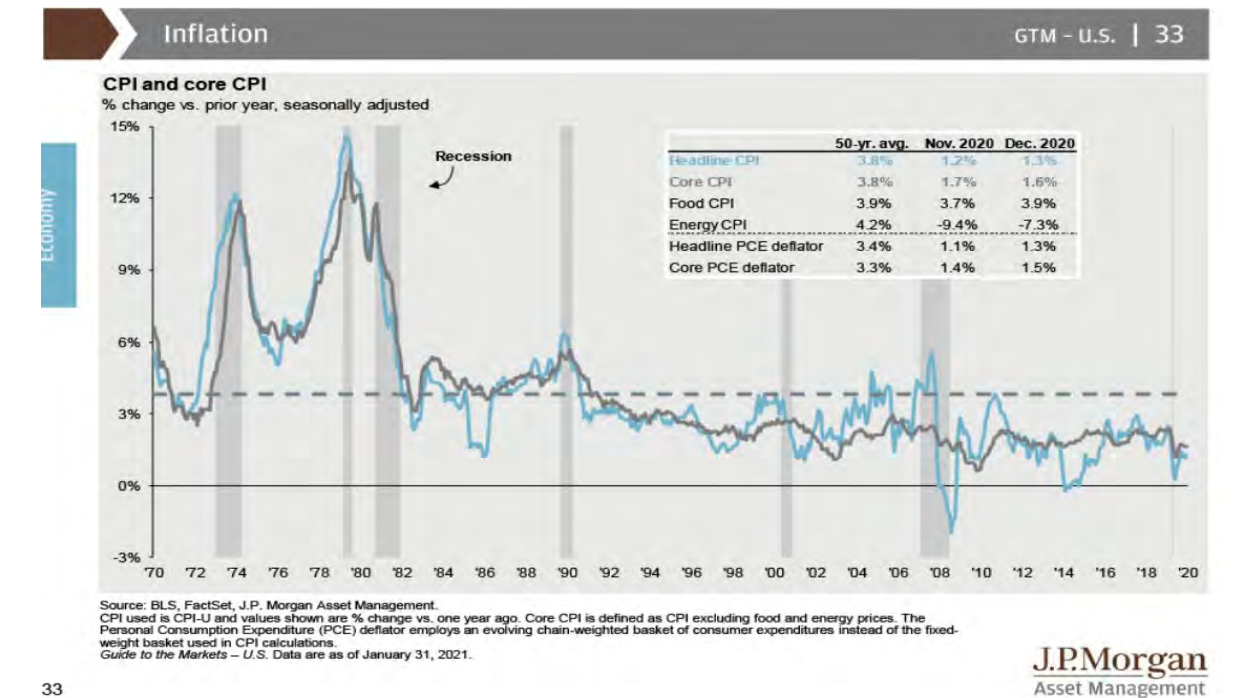 Inflation
GTM – U.S. | 33
Economy
CPI and core CPI
% change vs. prior year, seasonally adjusted
15%
12%
9%
6%
3%
0%
-3%
Recession
50-yr. avg. Nov. 2020 Dec. 2020
Headline CPI 3.8% 1.2% 1.3%
Core CPI 3.8% 1.7% 1.6%
Food CPI 3.9% 3.7% 3.9%
Energy CPI 4.2% -9.4% -7.3%
Headline PCE deflator 3.4% 1.1% 1.3%
Core PCE deflator 3.3% 1.4% 1.5%
'70 '72 '74 '76 '78 '80 '82 '84 '86 '88 '90 '92 '94 '96 '98 '00 '02 '04 '06 '08 '10 '12 '14 '16 '18 '20
Source: BLS, FactSet, J.P. Morgan Asset Management.
CPI used is CPI-U and values shown are % change vs. one year ago. Core CPI is defined as CPI excluding food and energy prices. The
Personal Consumption Expenditure (PCE) deflator employs an evolving chain-weighted basket of consumer expenditures instead of the fixed-
weight basket used in CPI calculations.
Guide to the Markets – U.S. Data are as of January 31, 2021.
J.P.Morgan
Asset Management
33